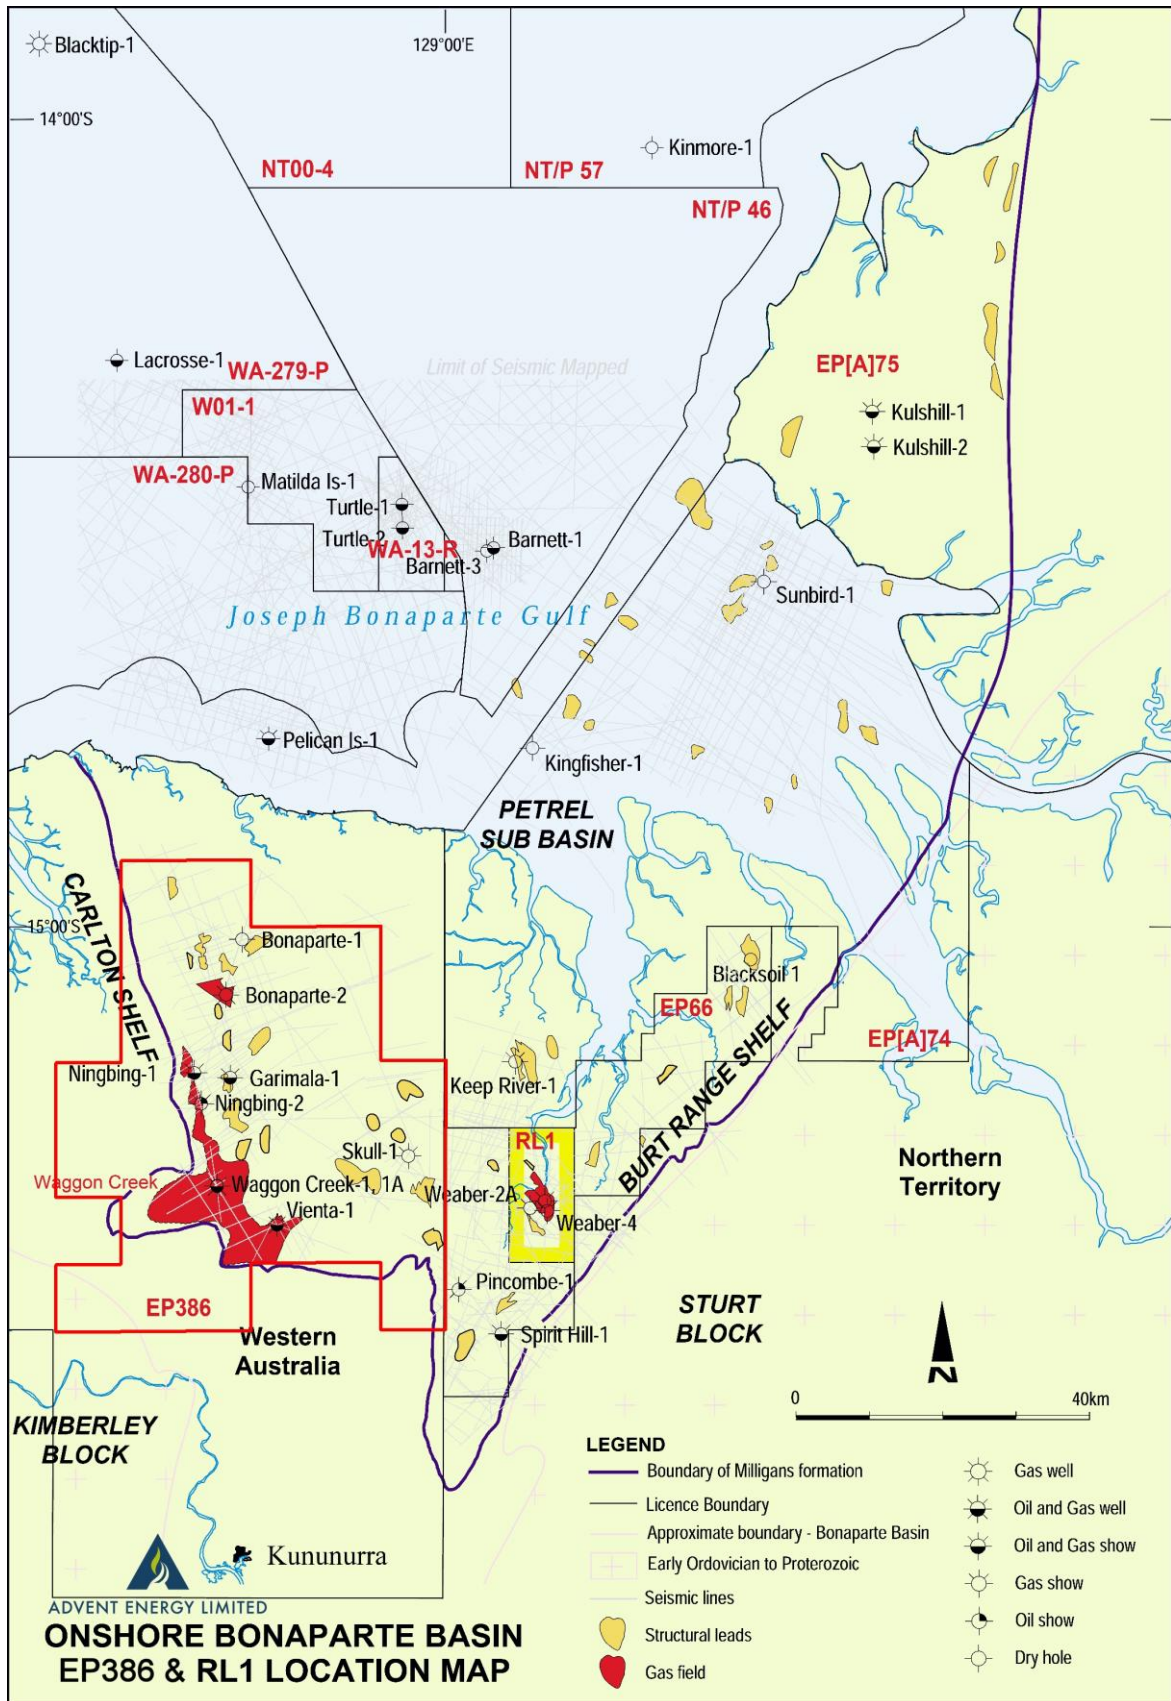 Blacktip-1
129°00'E
14°00'S
Kinmore-1
NT00-4
NT/P 57
NT/P 46
Lacrosse-1
WA-279-P
Limit of Seismic Mapped
EP[A]75
W01-1
Kulshill-1
Kulshill-2
WA-280-P
Matilda Is-1
Turtle-1
Turtle-2
WA-13-R
Barnett-1
Barnett-3
Sunbird-1
Joseph Bonaparte Gulf
Pelican Is-1
Kingfisher-1
PETREL
SUB BASIN
CARLTON SHELF
15°00'S
Bonaparte-1
Blacksoil 1
Bonaparte-2
EP66
EP[A]74
Ningbing-1
Garimala-1
Keep River-1
Ningbing-2
BURT RANGE SHELF
Skull-1
RL1
Northern
Territory
Waggon Creek
Waggon Creek-1, 1A
Weaber-2A
Vienta-1
Weaber-4
Pincombe-1
EP386
STURT
BLOCK
Spirit Hill-1
Western
Australia
N
0 40km
KIMBERLEY
BLOCK
LEGEND
Boundary of Milligans formation
Licence Boundary
Approximate boundary - Bonaparte Basin
Early Ordovician to Proterozoic
Seismic lines
Structural leads
Gas field
Gas well
Oil and Gas well
Oil and Gas show
Gas show
Oil show
Dry hole
Kununurra
ADVENT ENERGY LIMITED
ONSHORE BONAPARTE BASIN
EP386 & RL1 LOCATION MAP